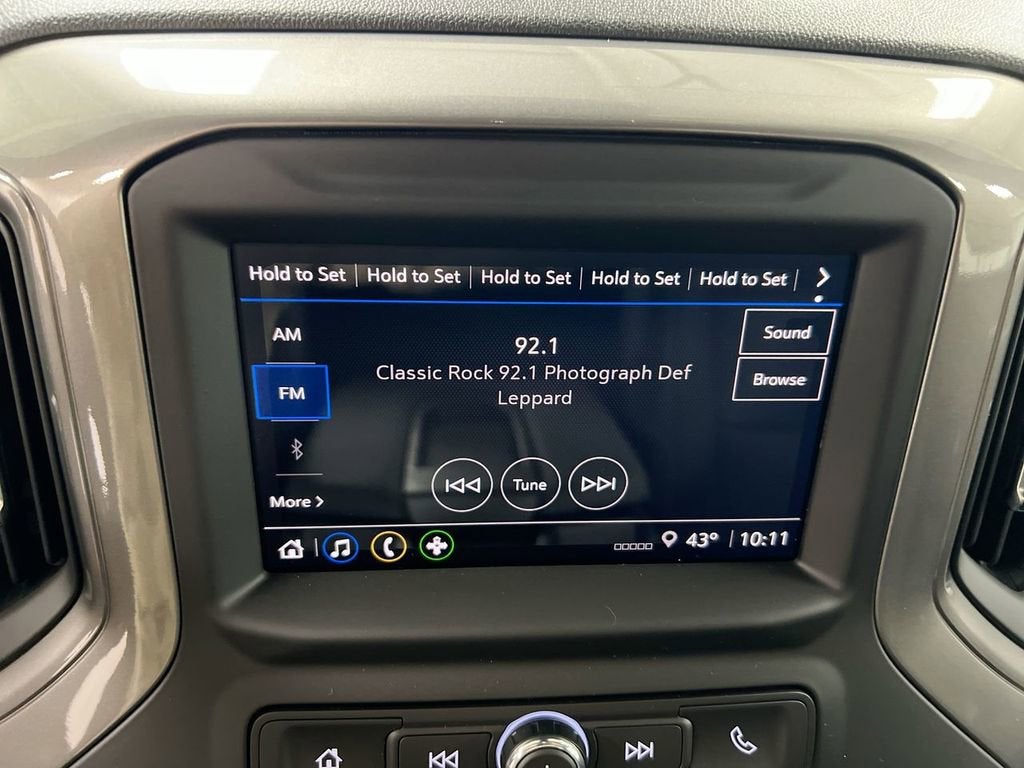 Hold to Set Hold to Set Hold to Set Hold to Set Hold to Set
AM
92.1
Sound
Classic Rock 92.1 Photograph Def
Leppard
Browse
FM
Tune
More
43° 10:11